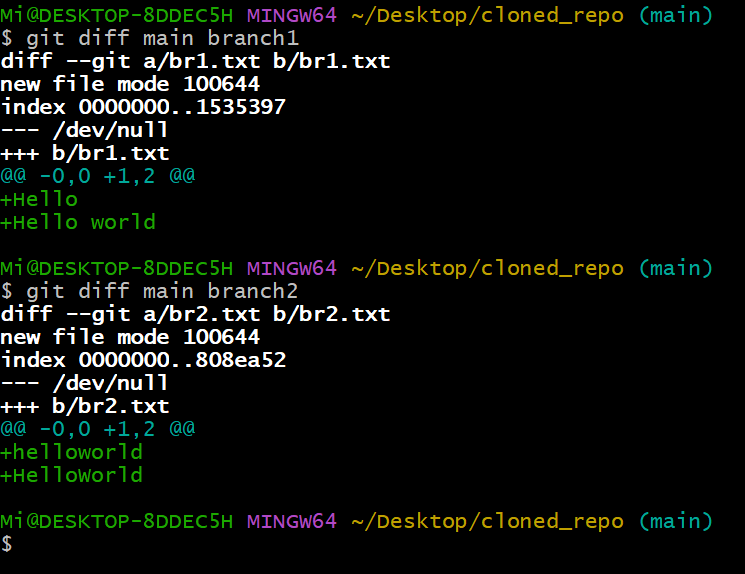 Mi@DESKTOP-8DDEC5H MINGW64 ~/Desktop/cloned_repo (main)
$ git diff main branch1
diff --git a/br1.txt b/br1.txt
new file mode 100644
index 0000000..1535397
--- /dev/null
+++ b/br1.txt
@@ -0,0 +1,2 @@
+Hello
+Hello world

Mi@DESKTOP-8DDEC5H MINGW64 ~/Desktop/cloned_repo (main)
$ git diff main branch2
diff --git a/br2.txt b/br2.txt
new file mode 100644
index 0000000..808ea52
--- /dev/null
+++ b/br2.txt
@@ -0,0 +1,2 @@
+helloworld
+HelloWorld

Mi@DESKTOP-8DDEC5H MINGW64 ~/Desktop/cloned_repo (main)
$